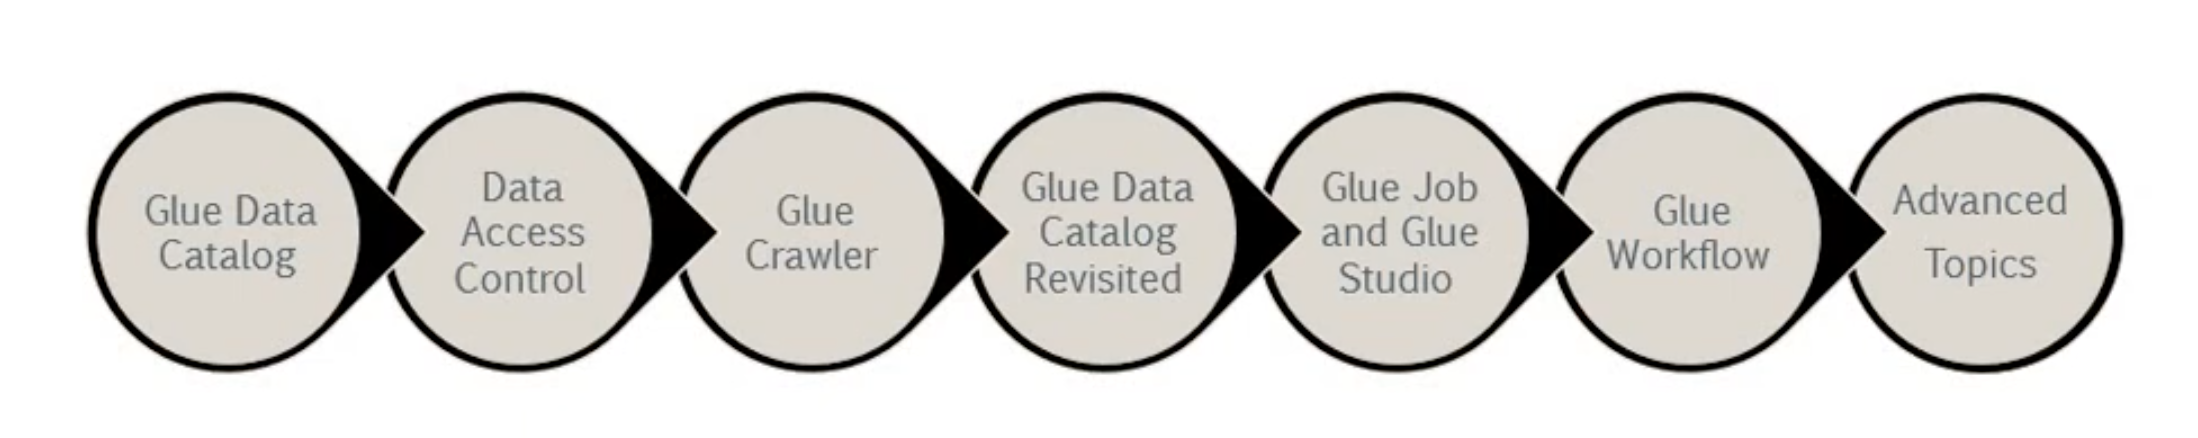 Glue Data
Catalog
Data
Access
Control
Glue
Crawler
Glue Data
Catalog
Revisited
Glue Job
and Glue
Studio
Glue
Workflow
Advanced
Topics